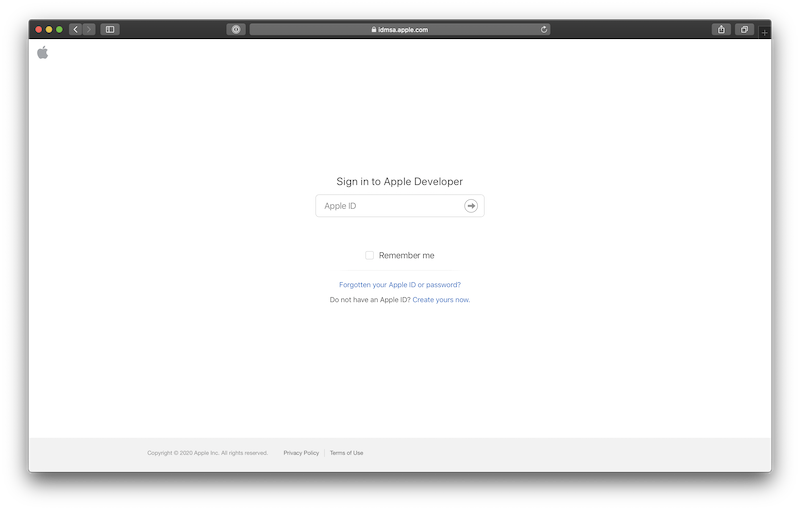 idmsa.apple.com
Sign in to Apple Developer
Apple ID
Remember me
Forgotten your Apple ID or password?
Do not have an Apple ID? Create yours now.
Copyright © 2020 Apple Inc. All rights reserved. Privacy Policy Terms of Use